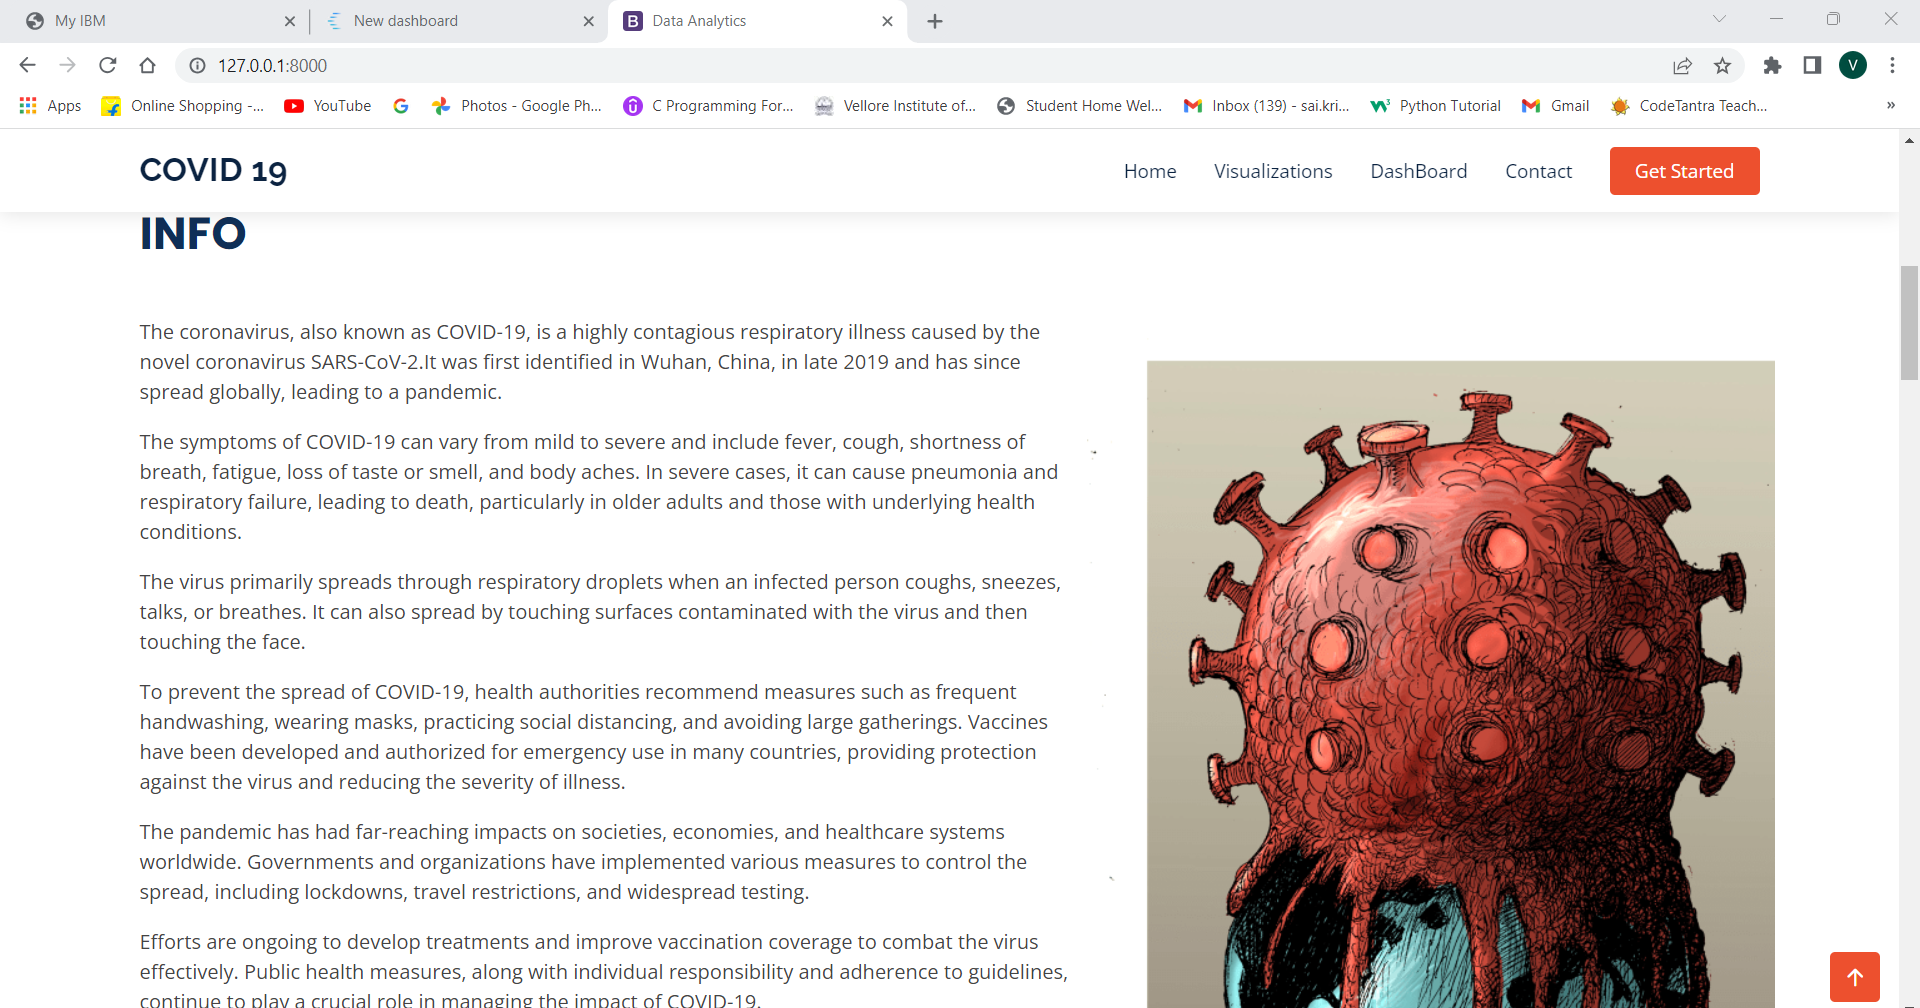 My IBM
New dashboard
Data Analytics
127.0.0.1:8000
V
Apps
Online Shopping -...
YouTube
Photos - Google Ph...
C Programming For...
Vellore Institute of...
Student Home Wel...
Inbox (139) - sai.kri...
Python Tutorial
Gmail
CodeTantra Teach...
»
COVID 19
Home
Visualizations
DashBoard
Contact
Get Started
INFO
The coronavirus, also known as COVID-19, is a highly contagious respiratory illness caused by the
novel coronavirus SARS-CoV-2.It was first identified in Wuhan, China, in late 2019 and has since
spread globally, leading to a pandemic.
The symptoms of COVID-19 can vary from mild to severe and include fever, cough, shortness of
breath, fatigue, loss of taste or smell, and body aches. In severe cases, it can cause pneumonia and
respiratory failure, leading to death, particularly in older adults and those with underlying health
conditions.
The virus primarily spreads through respiratory droplets when an infected person coughs, sneezes,
talks, or breathes. It can also spread by touching surfaces contaminated with the virus and then
touching the face.
To prevent the spread of COVID-19, health authorities recommend measures such as frequent
handwashing, wearing masks, practicing social distancing, and avoiding large gatherings. Vaccines
have been developed and authorized for emergency use in many countries, providing protection
against the virus and reducing the severity of illness.
The pandemic has had far-reaching impacts on societies, economies, and healthcare systems
worldwide. Governments and organizations have implemented various measures to control the
spread, including lockdowns, travel restrictions, and widespread testing.
Efforts are ongoing to develop treatments and improve vaccination coverage to combat the virus
effectively. Public health measures, along with individual responsibility and adherence to guidelines,
continue to play a crucial role in managing the impact of COVID-19.